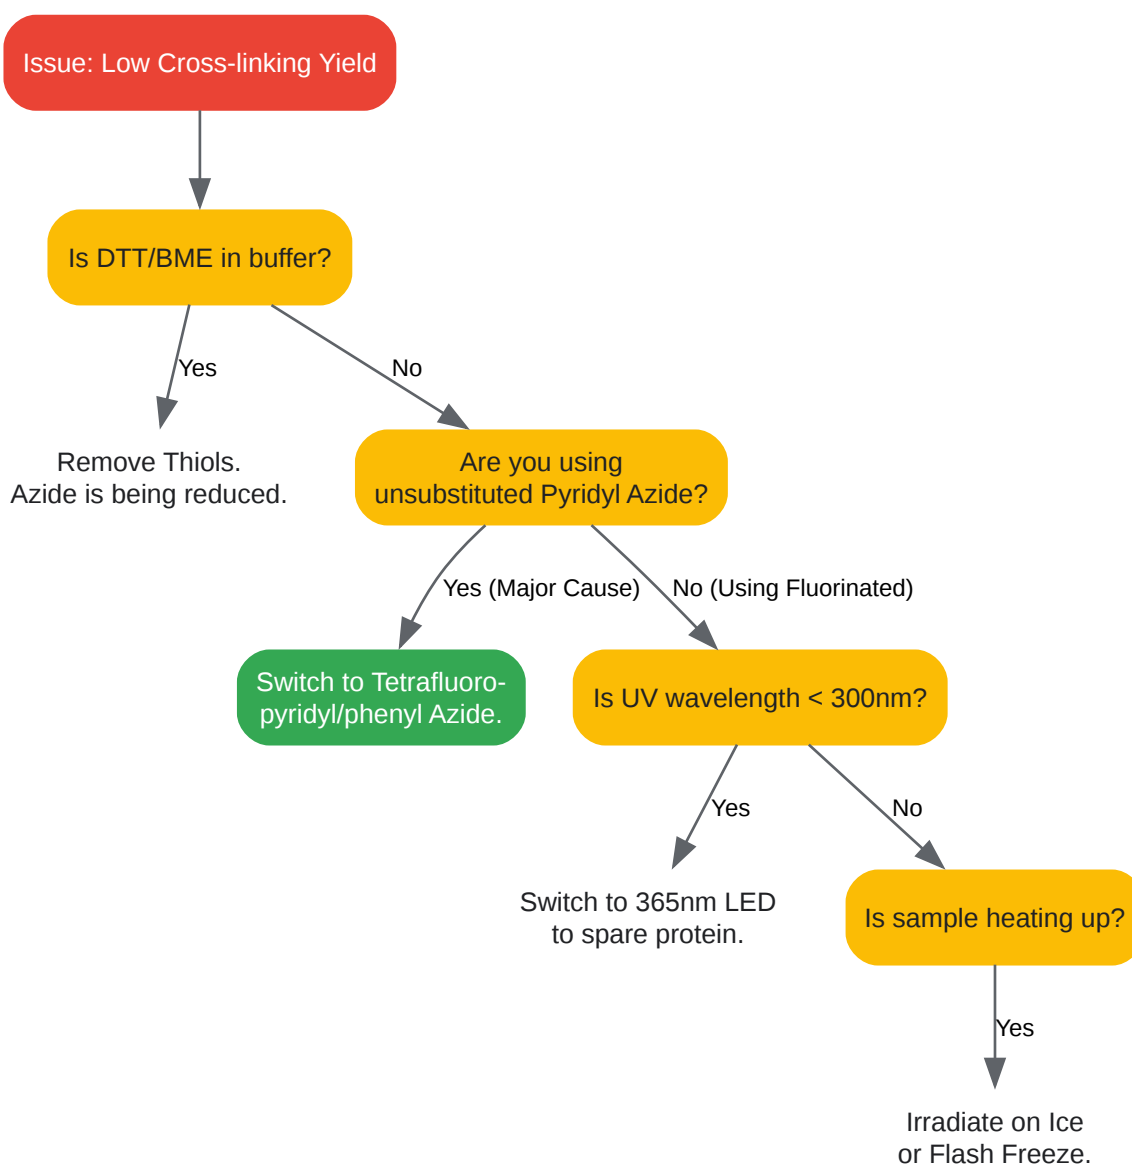 Issue: Low Cross-linking Yield
Is DTT/BME in buffer?
Yes
No
Remove Thiols.
Azide is being reduced.
Are you using
unsubstituted Pyridyl Azide?
Yes (Major Cause)
No (Using Fluorinated)
Switch to Tetrafluoro-
pyridyl/phenyl Azide.
Is UV wavelength < 300nm?
Yes
No
Switch to 365nm LED
to spare protein.
Is sample heating up?
Yes
Irradiate on Ice
or Flash Freeze.